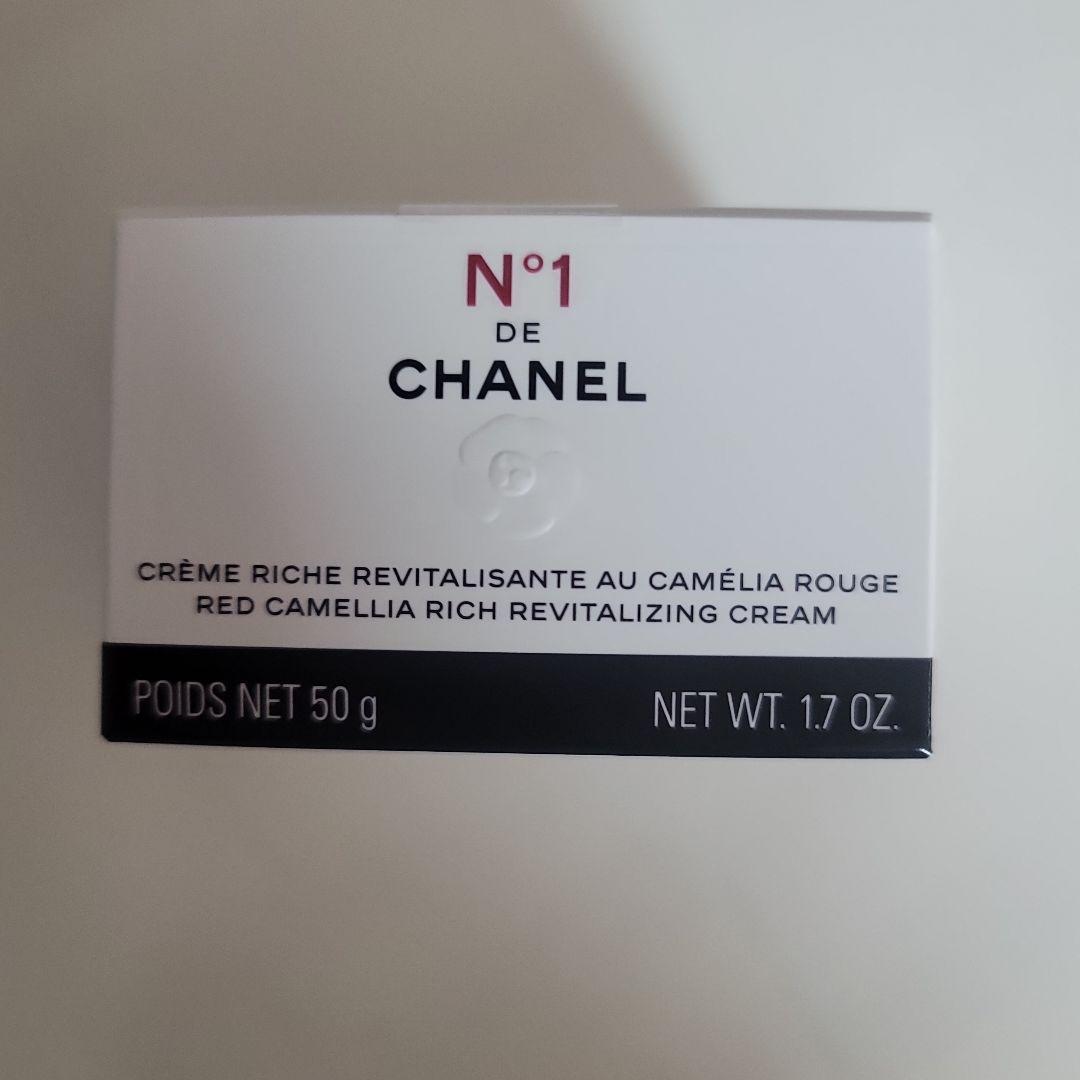 N°1
DE
CHANEL
CRÈME RICHE REVITALISANTE AU CAMÉLIA ROUGE
RED CAMELLIA RICH REVITALIZING CREAM
POIDS NET 50 g
NET WT. 1.7 OZ.